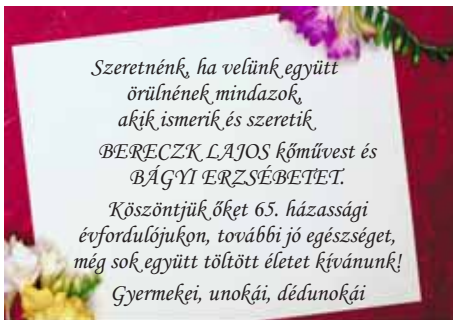 Szeretnénk, ha velünk együtt
örülnének mindazok,
akik ismerik és szeretik
BERECZK LAJOS kőművest és
BÁGYI ERZSÉBETET.
Köszöntjük őket 65. házassági
évfordulójukon, további jó egészséget,
még sok együtt töltött életet kívánunk!
Gyermekei, unokái, dédunokái